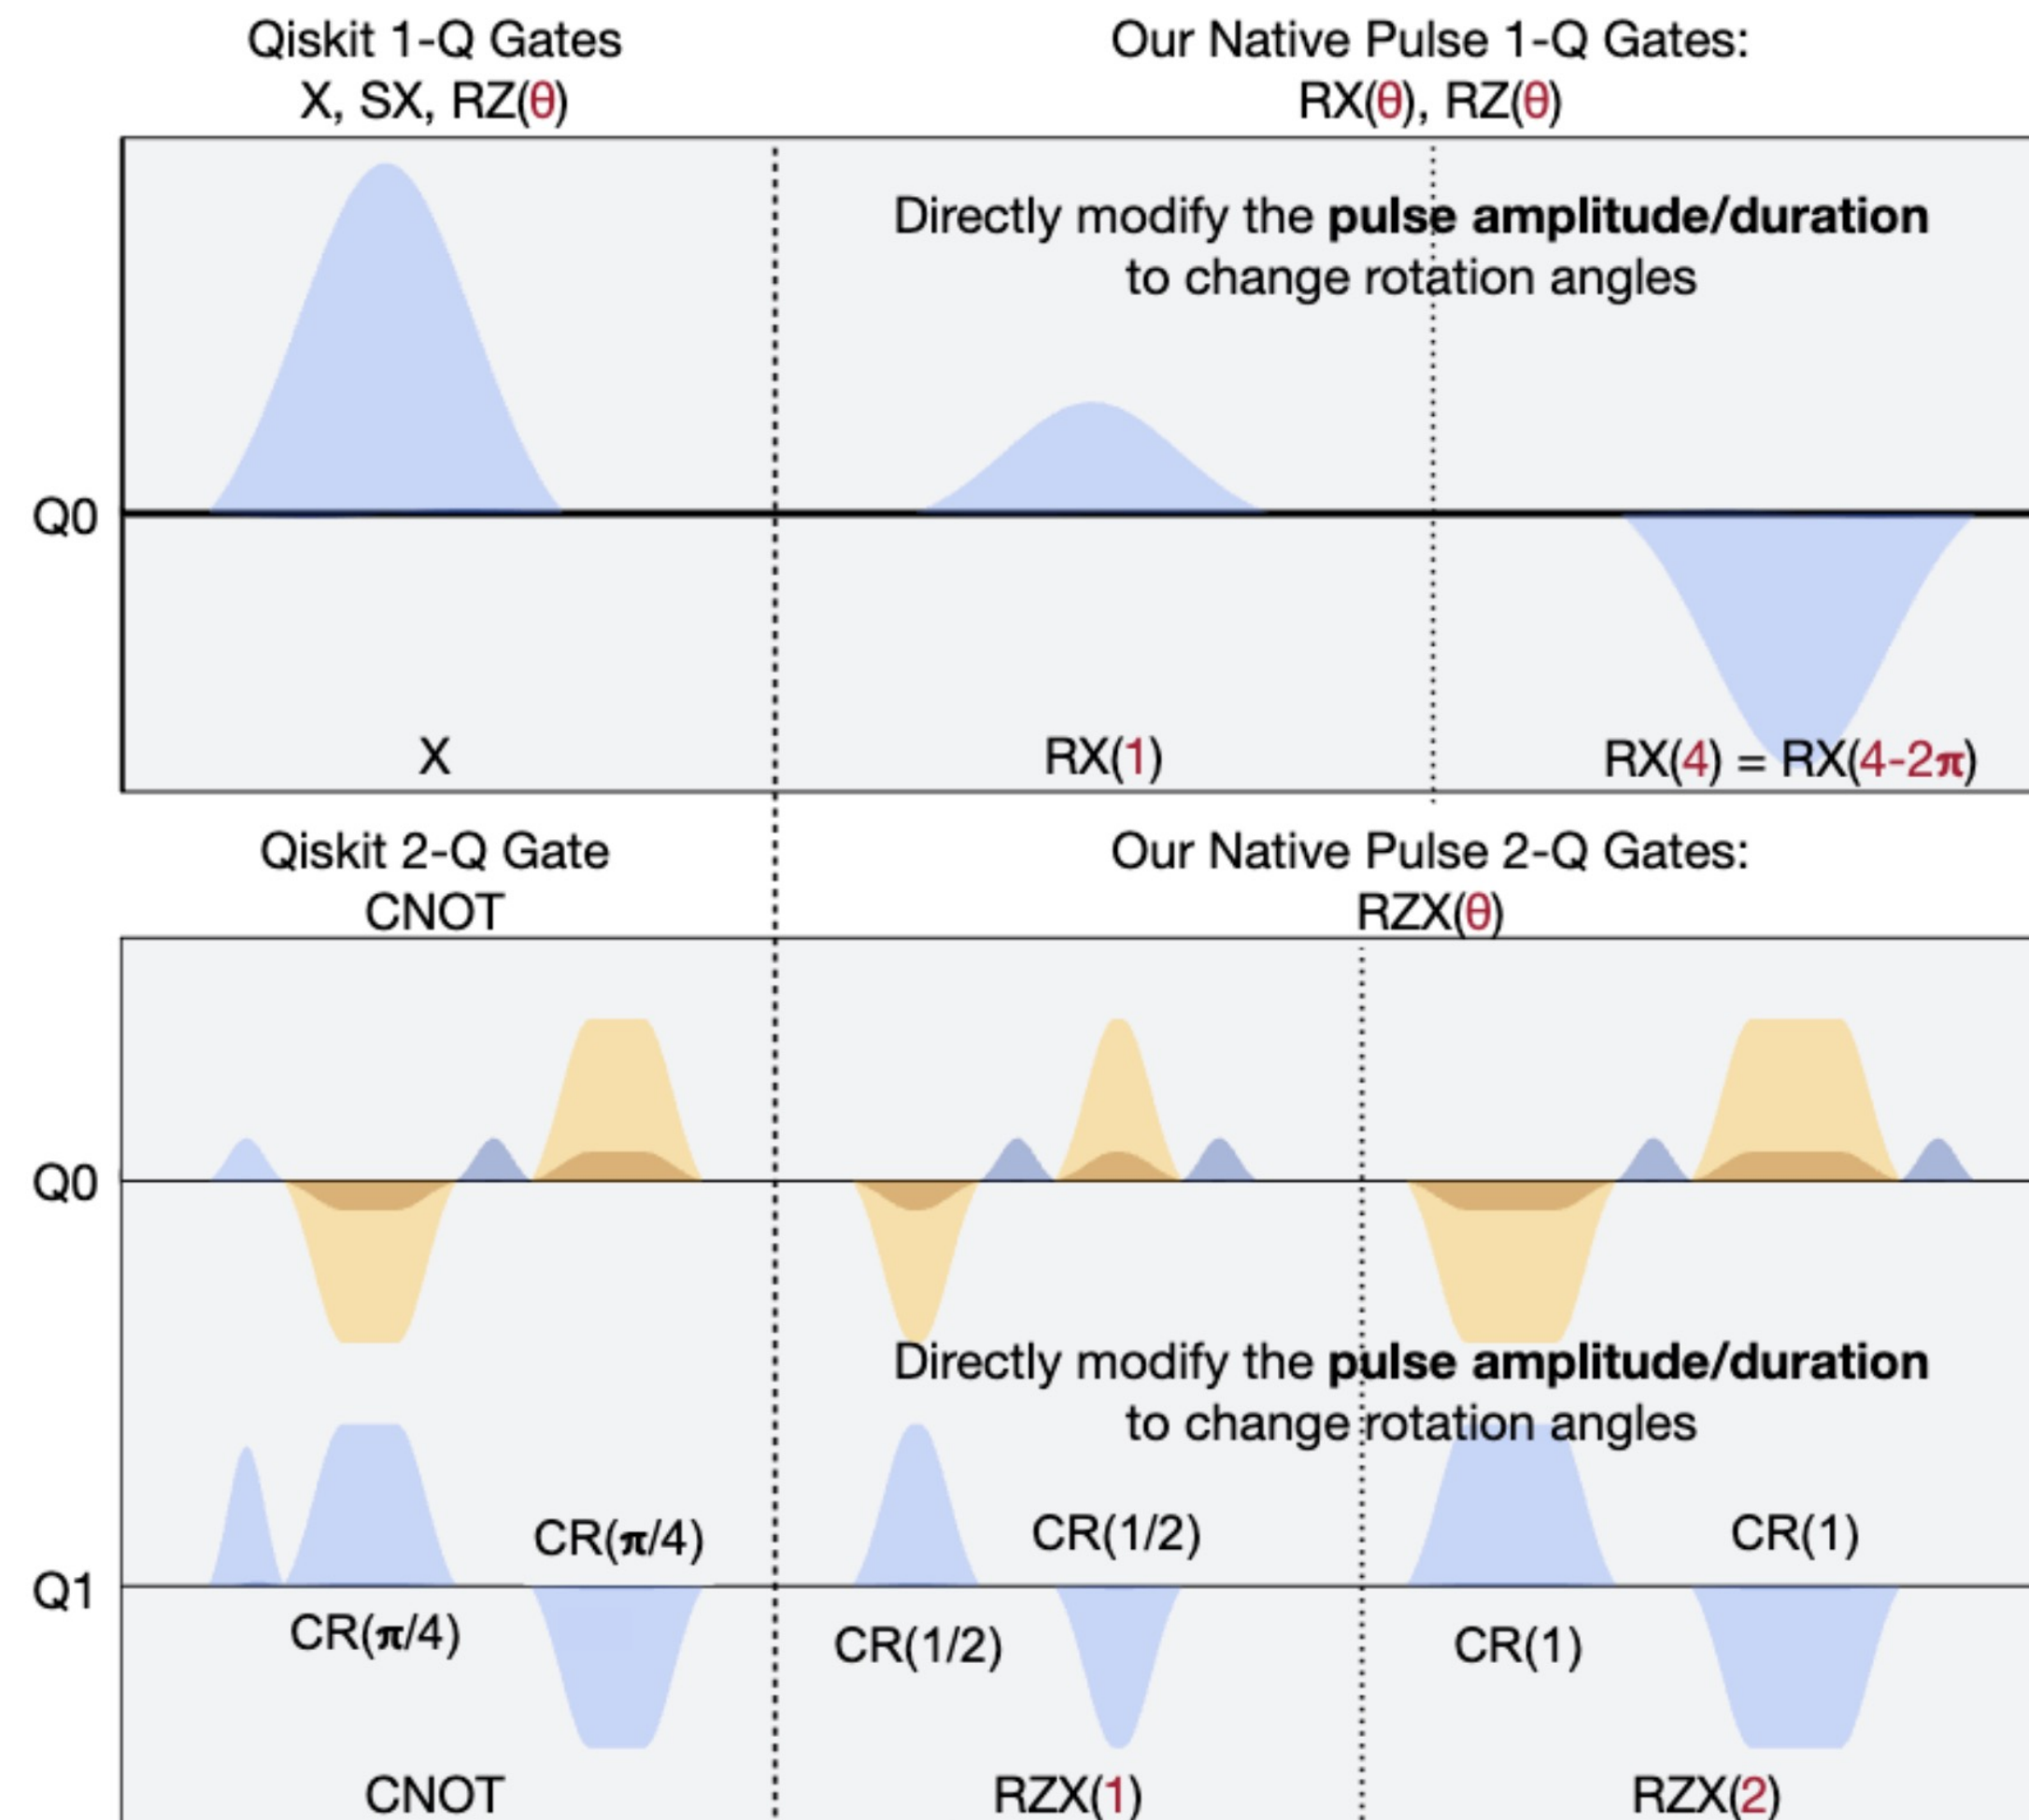 Qiskit 1-Q Gates
X, SX, RZ(θ)
Our Native Pulse 1-Q Gates:
RX(θ), RZ(θ)
Directly modify the pulse amplitude/duration
to change rotation angles
Q0
X
RX(1)
RX(4) = RX(4-2π)
Qiskit 2-Q Gate
CNOT
Our Native Pulse 2-Q Gates:
RZX(θ)
Q0
Directly modify the pulse amplitude/duration
to change rotation angles
CR(π/4)
CR(1/2)
CR(1)
Q1
CR(π/4)
CR(1/2)
CR(1)
CNOT
RZX(1)
RZX(2)